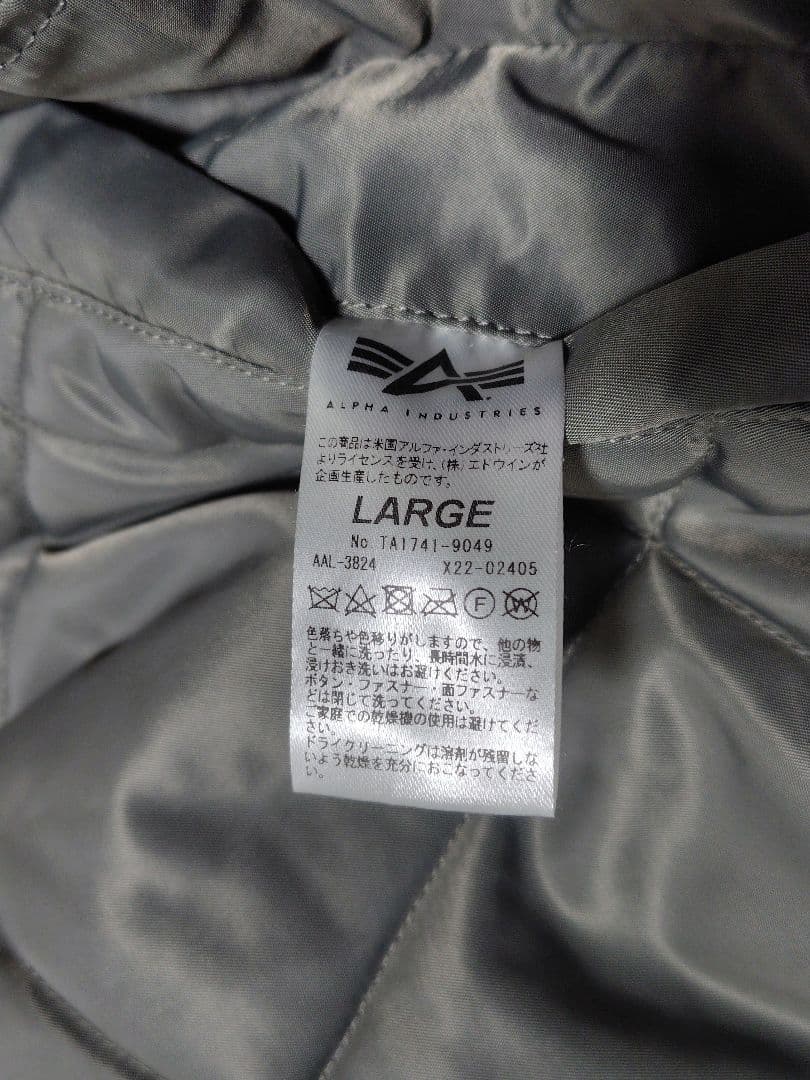 ALPHA INDUSTRIES
この商品は米国アルファ・インダストリーズ社
よりライセンスを受け、(株)エドウインが
企画生産したものです。
LARGE
No TA1741-9049
AAL-3824 X22-02405
F W
色落ちや色移りがしますので、他の物
と一緒に洗ったり、長時間水に浸漬、
浸けおき洗いはお避けください。
ボタン・ファスナー・面ファスナーな
どは閉じて洗ってください。
ご家庭での乾燥機の使用は避けてくだ
さい。
ドライクリーニングは溶剤が残留しな
いよう乾燥を充分におこなってくださ
い。